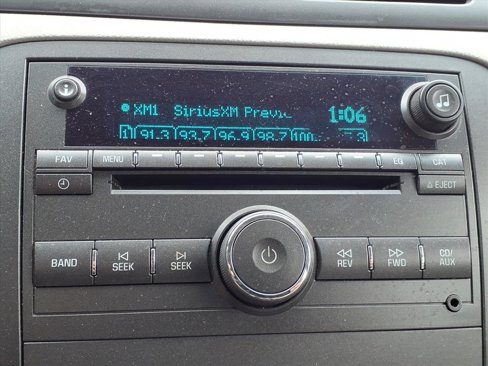 XM1 SiriusXM Previ 1:06
1 91.3 93.7 96.9 98.7 100
FAV MENU EQ CAT
EJECT
BAND SEEK SEEK REV FWD CD/
AUX